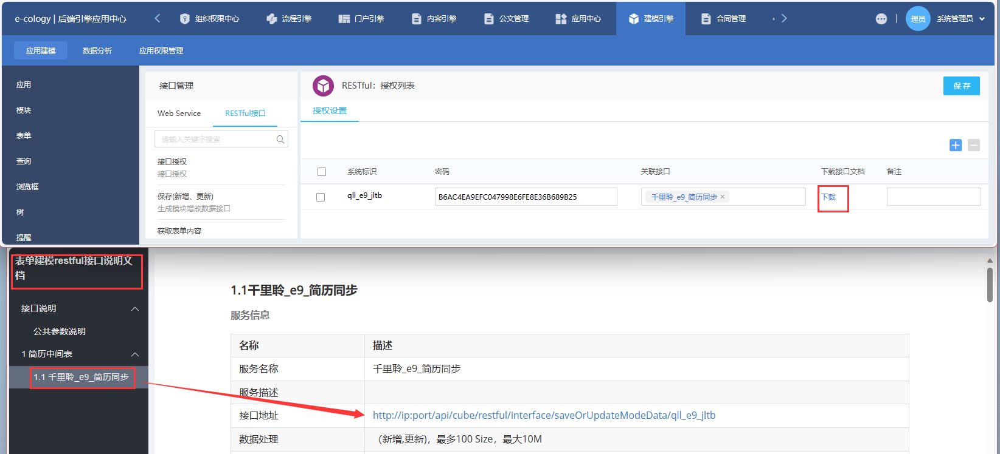 e-cology | 后端引擎应用中心
组织权限中心
流程引擎
门户引擎
内容引擎
公文管理
应用中心
建模引擎
合同管理
理员
系统管理员
应用建模
数据分析
应用权限管理
应用
模块
表单
查询
浏览框
树
提醒
接口管理
Web Service
RESTful接口
请输入关键字搜索
接口授权
接口授权
保存(新增、更新)
生成模块增改数据接口
获取表单内容
RESTful：授权列表
保存
授权设置
系统标识
密码
关联接口
下载接口文档
备注
qll_e9_jltb
B6AC4EA9EFC047998E6FE8E36B689B25
千里聆_e9_简历同步 ×
下载
表单建模restful接口说明文
档
接口说明
公共参数说明
1 简历中间表
1.1 千里聆_e9_简历同步
1.1千里聆_e9_简历同步
服务信息
名称
描述
服务名称
千里聆_e9_简历同步
服务描述
接口地址
http://ip:port/api/cube/restful/interface/saveOrUpdateModeData/qll_e9_jltb
数据处理
（新增,更新)，最多100 Size，最大10M